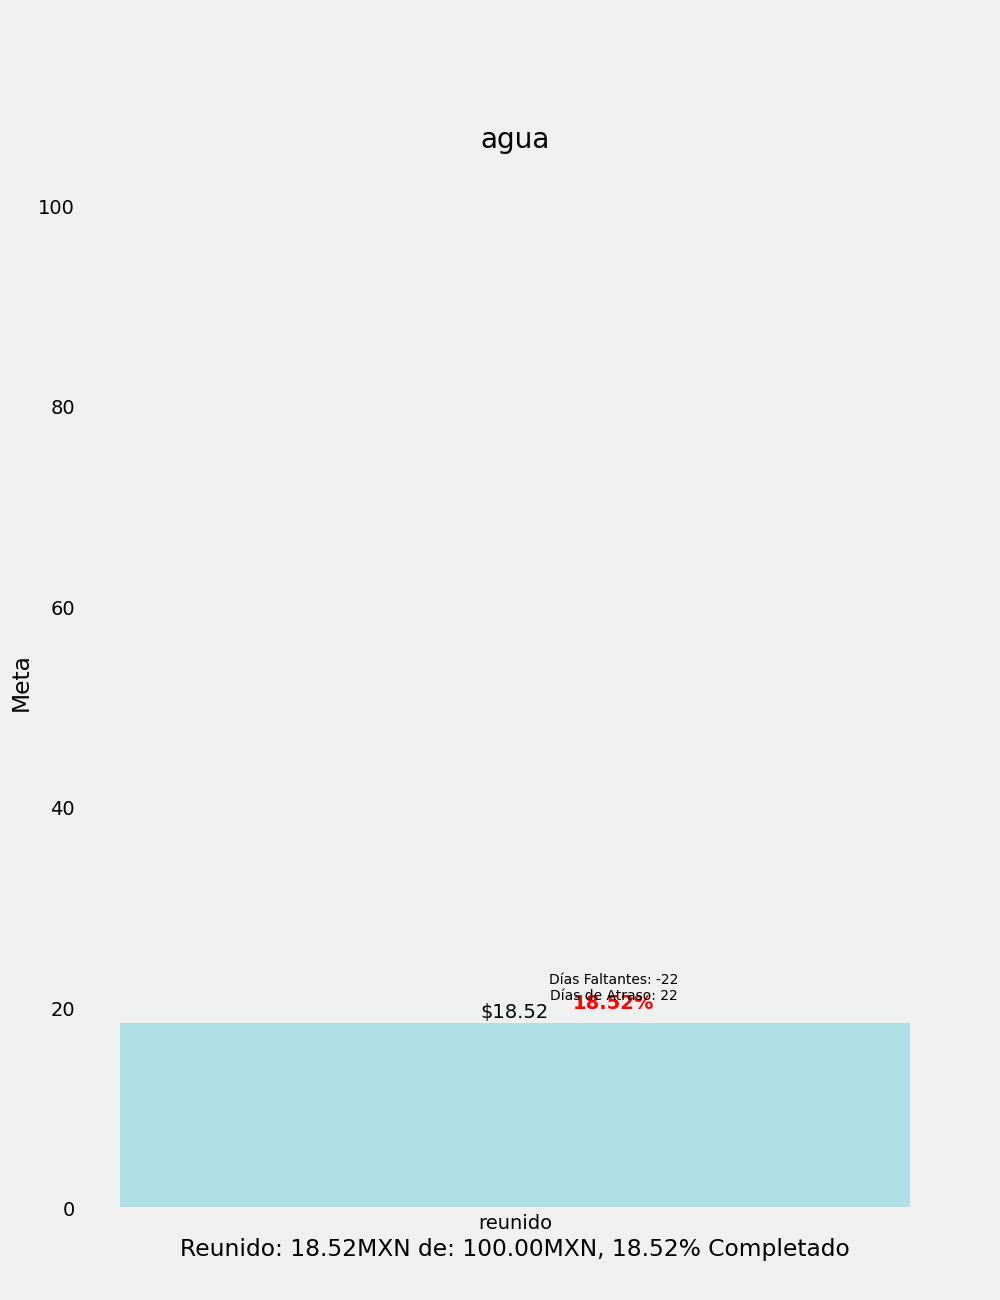 agua
100
80
60
40
20
0
Meta
Días Faltantes: -22
Días de Atraso: 22
18.52%
$18.52
reunido
Reunido: 18.52MXN de: 100.00MXN, 18.52% Completado